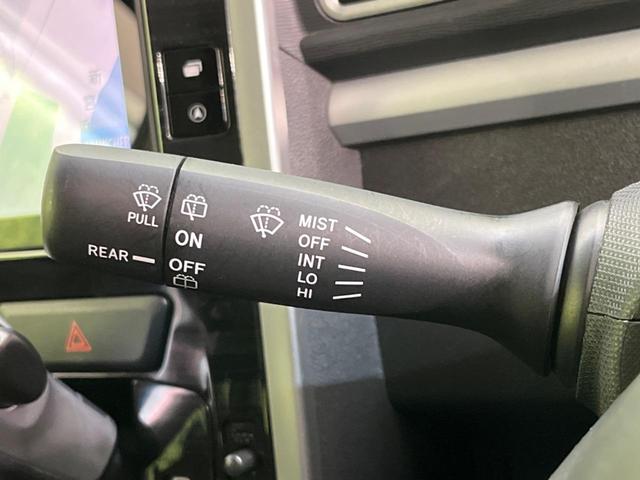 PULL
REAR
ON
OFF
MIST
OFF
INT
LO
HI